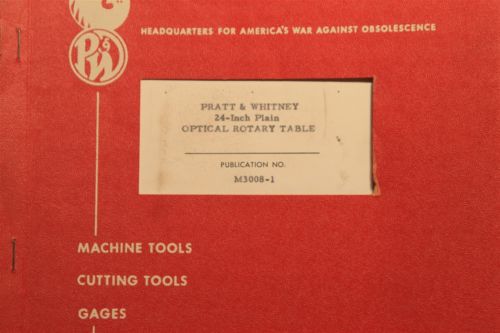 HEADQUARTERS FOR AMERICA'S WAR AGAINST OBSOLESCENCE
P&W
PRATT & WHITNEY
24-Inch Plain
OPTICAL ROTARY TABLE
PUBLICATION NO.
M3008-1
MACHINE TOOLS
CUTTING TOOLS
GAGES